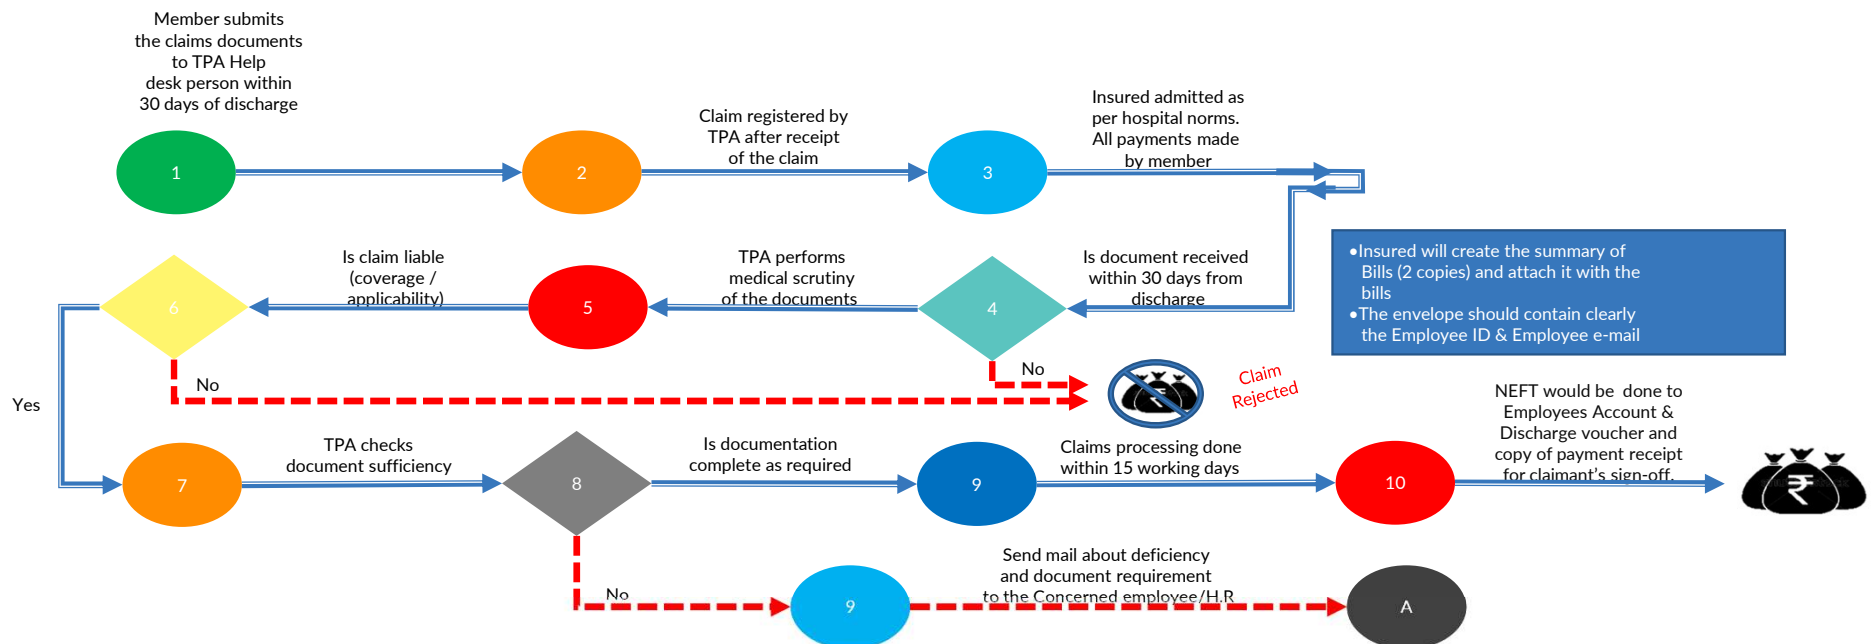 Member submits
the claims documents
to TPA Help
desk person within
30 days of discharge
1
2
Claim registered by
TPA after receipt
of the claim
3
Insured admitted as
per hospital norms.
All payments made
by member
Is document received
within 30 days from
discharge
4
TPA performs
medical scrutiny
of the documents
5
Is claim liable
(coverage /
applicability)
6
•Insured will create the summary of
Bills (2 copies) and attach it with the
bills
•The envelope should contain clearly
the Employee ID & Employee e-mail
No
No
₹
Claim
Rejected
Yes
7
TPA checks
document sufficiency
8
Is documentation
complete as required
9
Claims processing done
within 15 working days
10
NEFT would be  done to
Employees Account &
Discharge voucher and
copy of payment receipt
for claimant's sign-off.
₹
No
9
Send mail about deficiency
and document requirement
to the Concerned employee/H.R
A